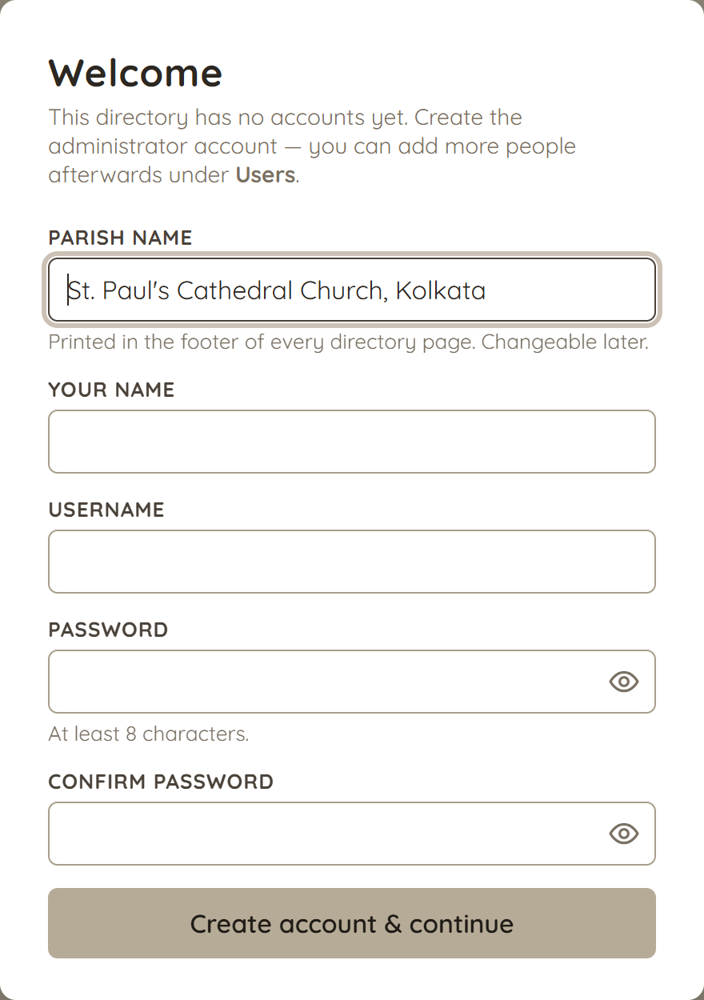 Welcome
This directory has no accounts yet. Create the
administrator account — you can add more people
afterwards under Users.
PARISH NAME
St. Paul's Cathedral Church, Kolkata
Printed in the footer of every directory page. Changeable later.
YOUR NAME
USERNAME
PASSWORD
At least 8 characters.
CONFIRM PASSWORD
Create account & continue